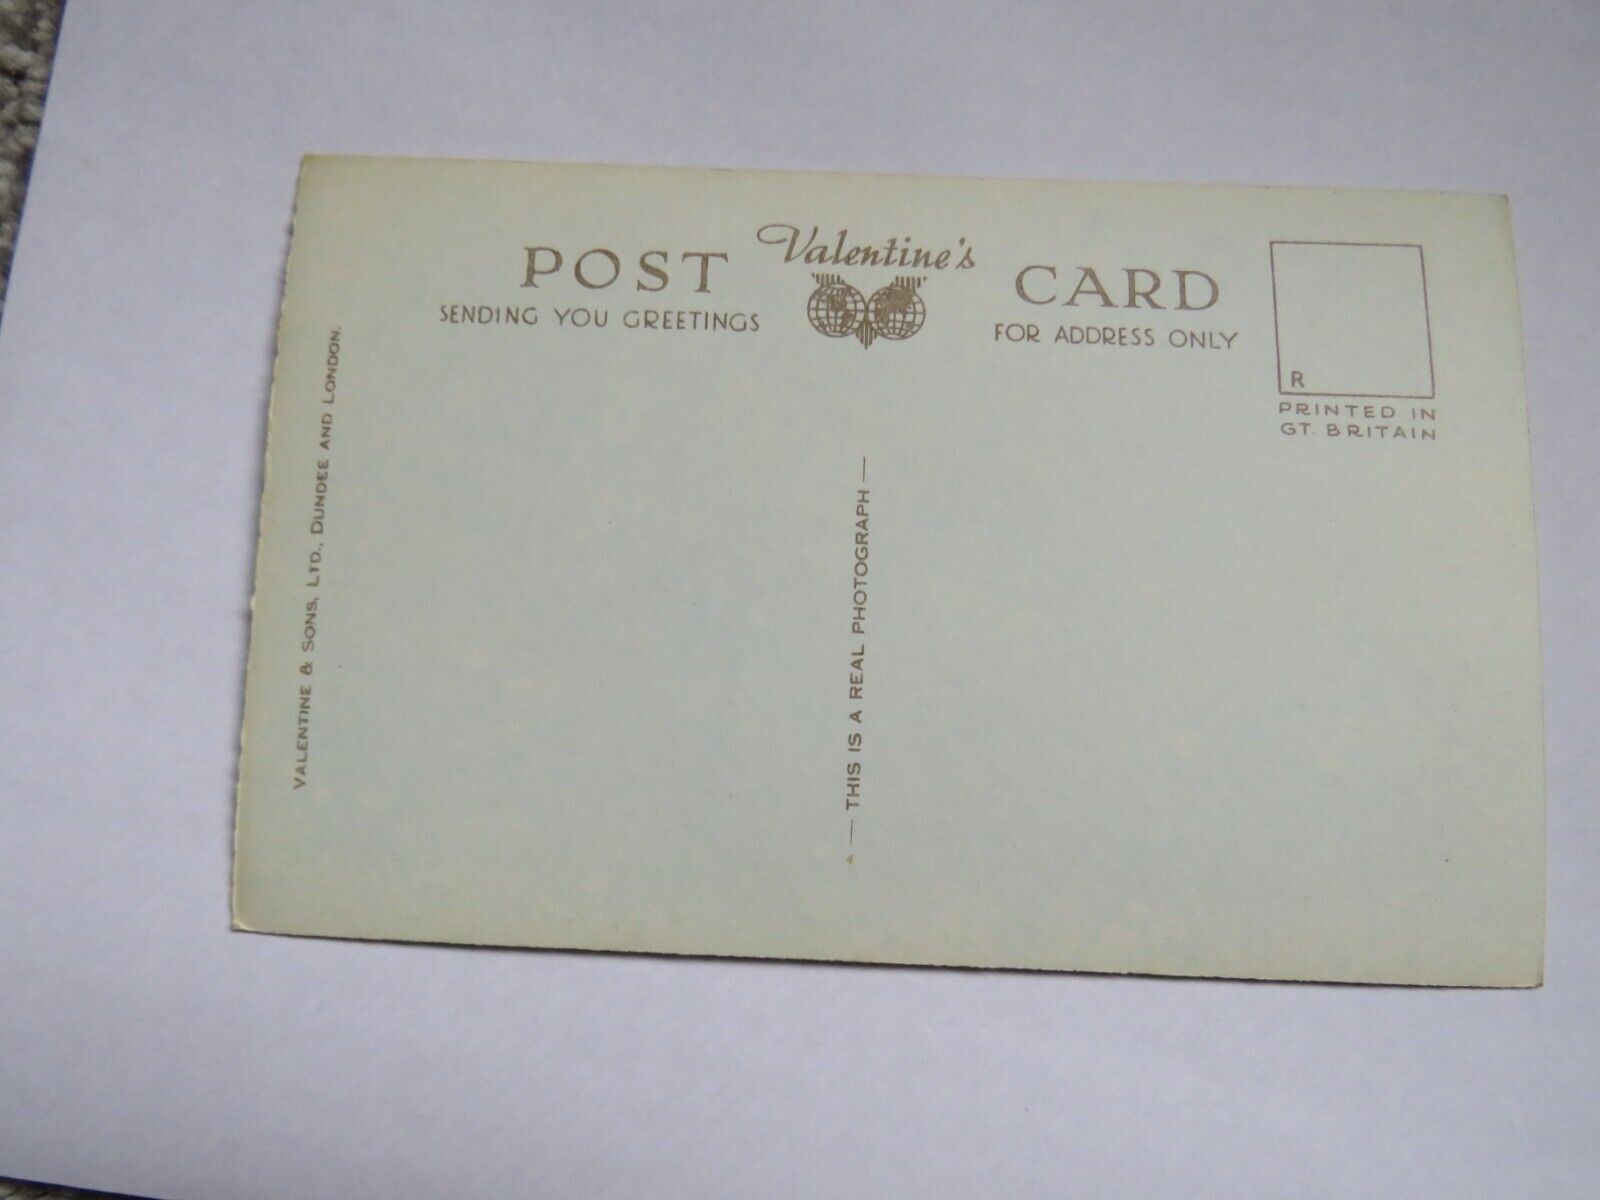 POST Valentine's CARD
SENDING YOU GREETINGS
FOR ADDRESS ONLY
R
PRINTED IN
GT. BRITAIN
VALENTINE & SONS, LTD., DUNDEE AND LONDON.
— THIS IS A REAL PHOTOGRAPH —